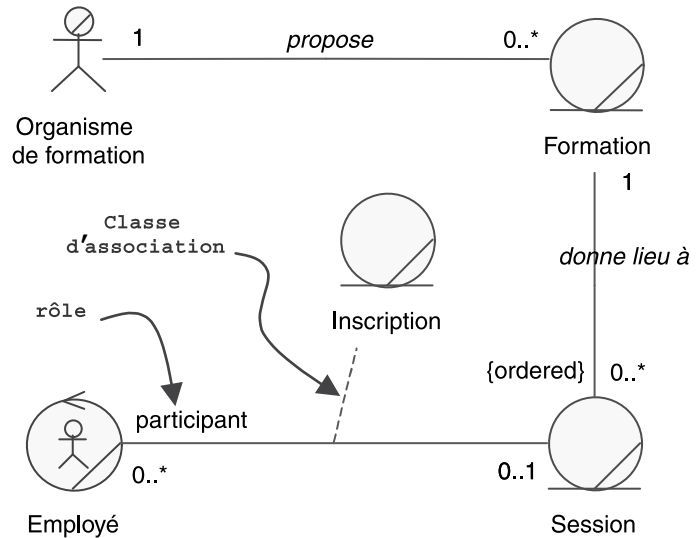 1
propose
0..*
Organisme
de formation
Formation
1
Classe
d'association
donne lieu à
rôle
Inscription
{ordered}
0..*
participant
0..*
0..1
Employé
Session